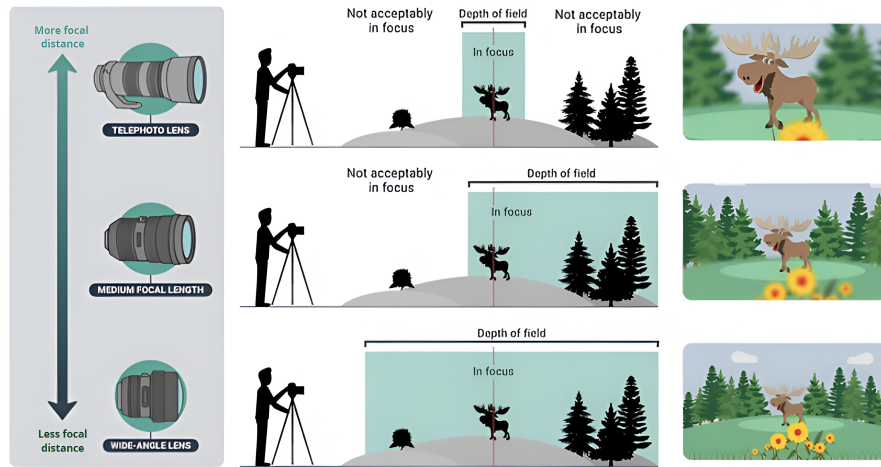 More focal
distance
TELEPHOTO LENS
MEDIUM FOCAL LENGTH
WIDE-ANGLE LENS
Less focal
distance
Not acceptably
in focus
Depth of field
Not acceptably
in focus
In focus
Not acceptably
in focus
Depth of field
In focus
Depth of field
In focus